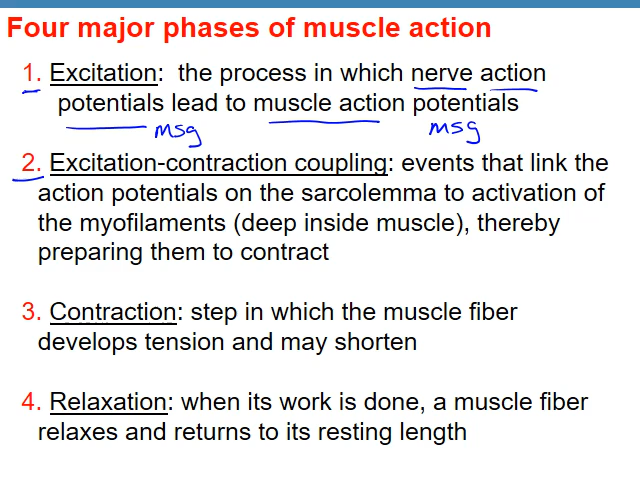 Four major phases of muscle action
1. Excitation: the process in which nerve action
potentials lead to muscle action potentials
msg msg
2. Excitation-contraction coupling: events that link the
action potentials on the sarcolemma to activation of
the myofilaments (deep inside muscle), thereby
preparing them to contract
3. Contraction: step in which the muscle fiber
develops tension and may shorten
4. Relaxation: when its work is done, a muscle fiber
relaxes and returns to its resting length